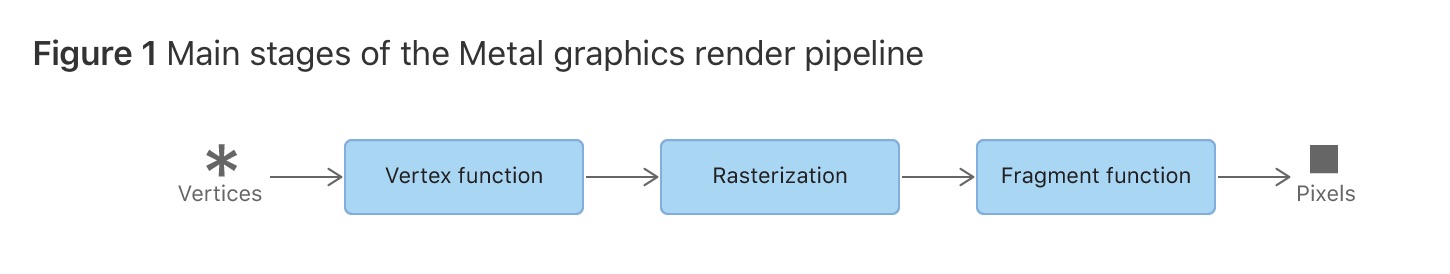 Figure 1 Main stages of the Metal graphics render pipeline
Vertices
Vertex function
Rasterization
Fragment function
Pixels